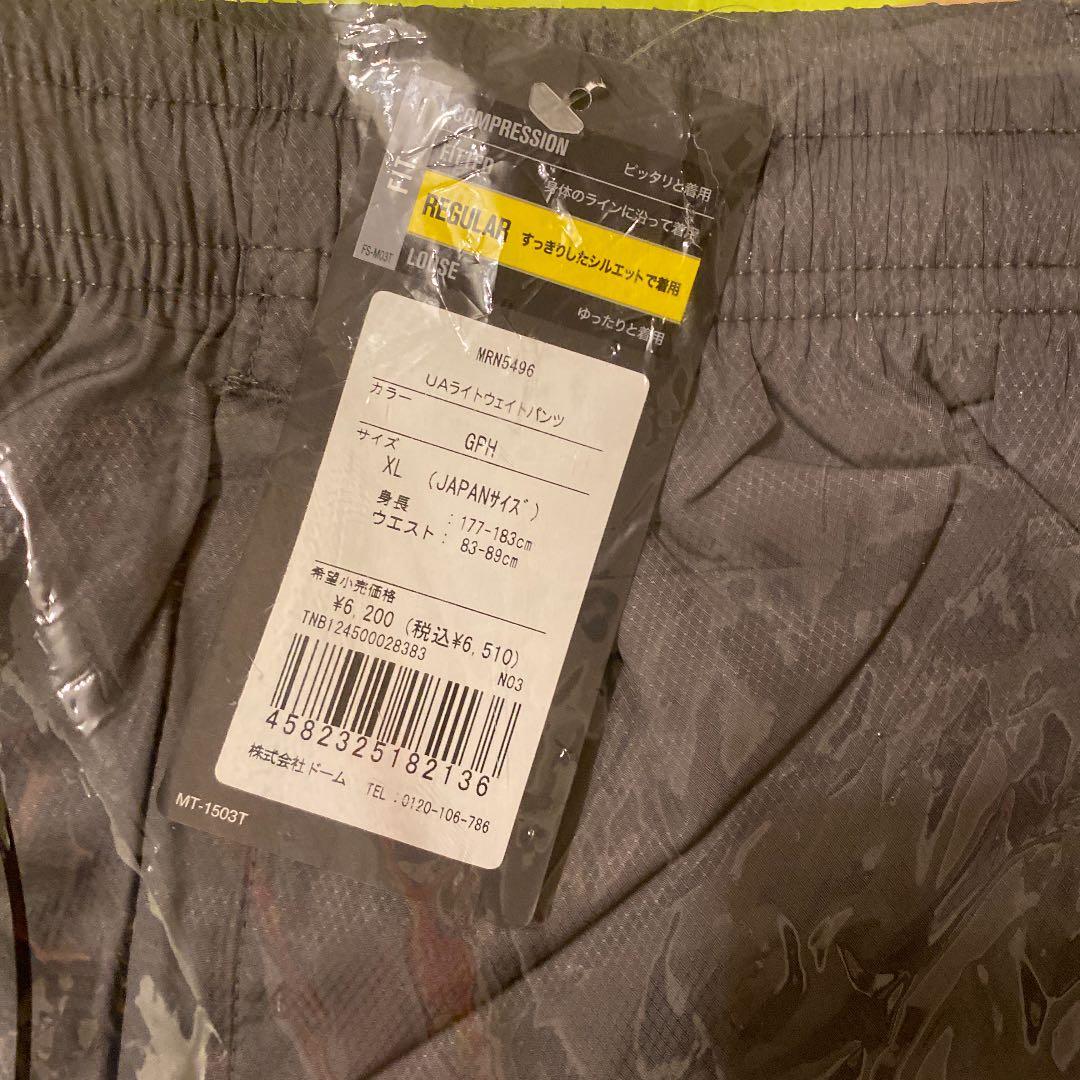 FIT
COMPRESSION ピッタリと着用
FITTED 身体のラインに沿って着用
REGULAR すっきりしたシルエットで着用
LOOSE ゆったりと着用
FS-M03T
MRN5496
UAライトウェイトパンツ
カラー
GPH
サイズ
XL (JAPANサイズ)
身長 : 177-183cm
ウエスト : 83-89cm
希望小売価格
¥6,200 (税込¥6,510)
TNB124500028383
N03
4582325182136
株式会社ドーム TEL:0120-106-786
MT-1503T